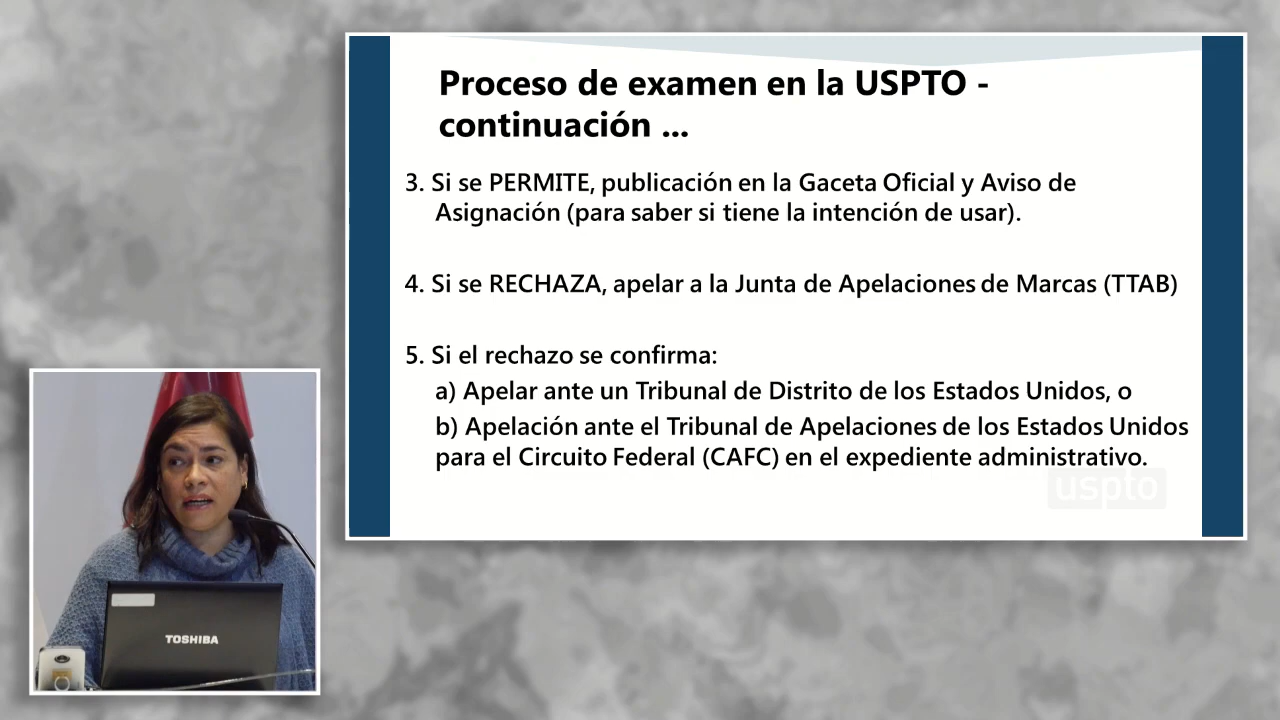 Proceso de examen en la USPTO -
continuación ...
3. Si se PERMITE, publicación en la Gaceta Oficial y Aviso de
Asignación (para saber si tiene la intención de usar).
4. Si se RECHAZA, apelar a la Junta de Apelaciones de Marcas (TTAB)
5. Si el rechazo se confirma:
a) Apelar ante un Tribunal de Distrito de los Estados Unidos, o
b) Apelación ante el Tribunal de Apelaciones de los Estados Unidos
para el Circuito Federal (CAFC) en el expediente administrativo.
uspto
TOSHIBA